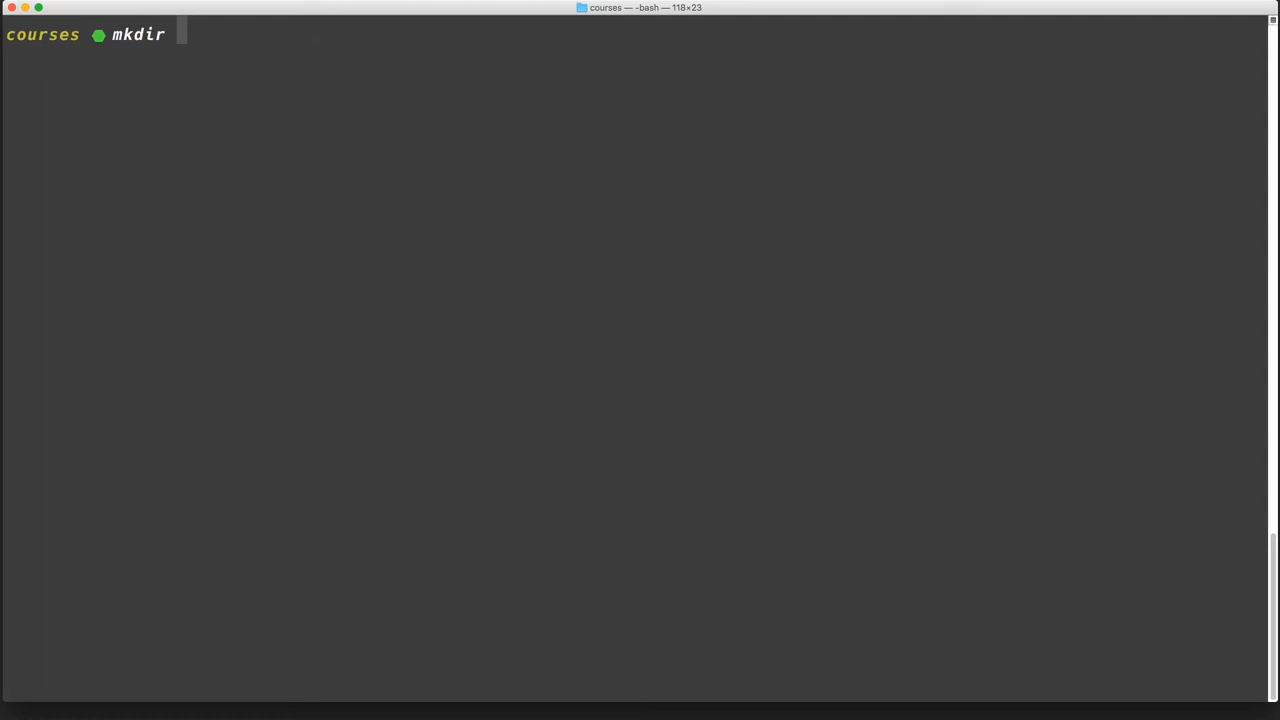 courses — -bash — 118×23
courses mkdir